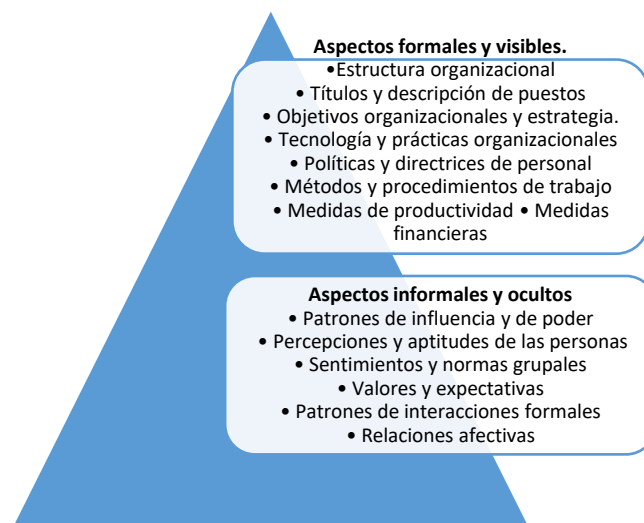 Aspectos formales y visibles.
•Estructura organizacional
• Títulos y descripción de puestos
• Objetivos organizacionales y estrategia.
• Tecnología y prácticas organizacionales
• Políticas y directrices de personal
• Métodos y procedimientos de trabajo
• Medidas de productividad • Medidas
financieras
Aspectos informales y ocultos
• Patrones de influencia y de poder
• Percepciones y aptitudes de las personas
• Sentimientos y normas grupales
• Valores y expectativas
• Patrones de interacciones formales
• Relaciones afectivas